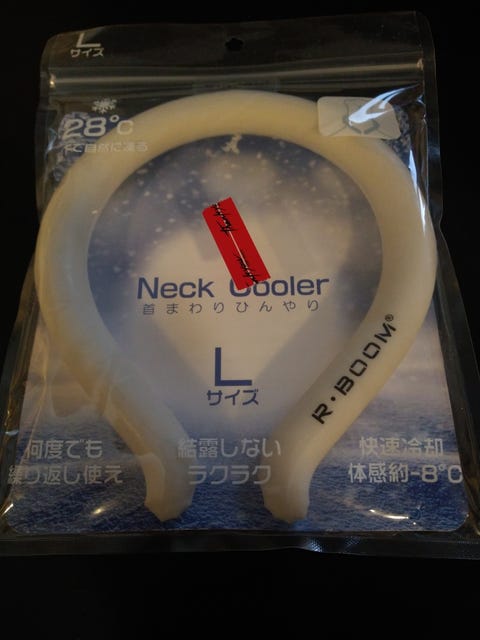 L
サイズ
28°C
で自然に凍る
Neck Cooler
首まわりひんやり
L
サイズ
R・BOOM®
何度でも
繰り返し使え
結露しない
ラクラク
快速冷却
体感約-8°C